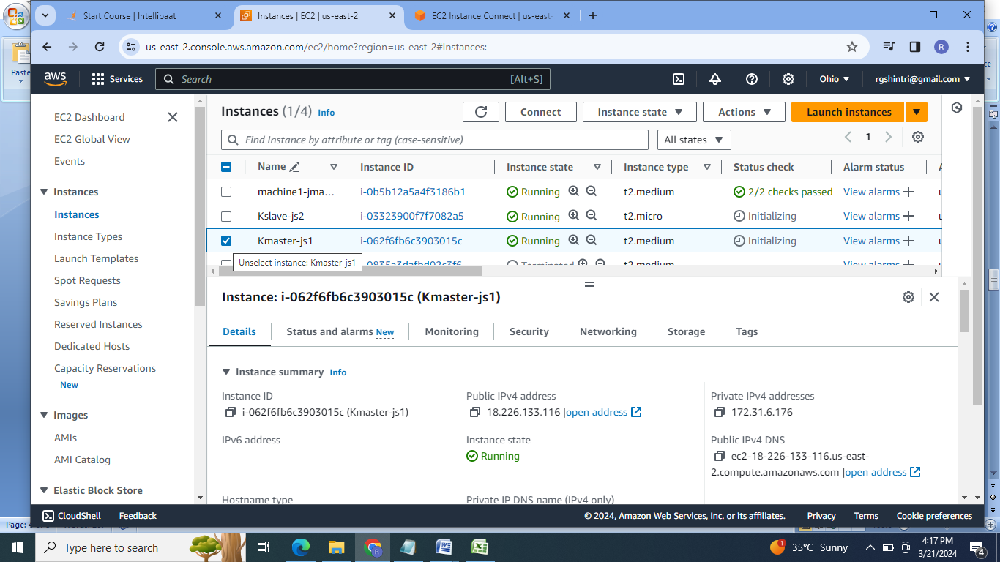 Start Course | Intellipaat
Instances | EC2 | us-east-2
EC2 Instance Connect | us-east-
us-east-2.console.aws.amazon.com/ec2/home?region=us-east-2#Instances:
R
Paste
aws
Services
Search
[Alt+S]
Ohio
rgshintri@gmail.com
EC2 Dashboard
EC2 Global View
Events
Instances
Instances
Instance Types
Launch Templates
Spot Requests
Savings Plans
Reserved Instances
Dedicated Hosts
Capacity Reservations
New
Images
AMIs
AMI Catalog
Elastic Block Store
Instances (1/4) Info
Connect
Instance state
Actions
Launch instances
Find Instance by attribute or tag (case-sensitive)
All states
1
Name Instance ID Instance state Instance type Status check Alarm status
machine1-jma... i-0b5b12a5a4f3186b1 Running t2.medium 2/2 checks passed View alarms +
Kslave-js2 i-03323900f7f7082a5 Running t2.micro Initializing View alarms +
Kmaster-js1 i-062f6fb6c3903015c Running t2.medium Initializing View alarms +
Unselect instance: Kmaster-js1
Terminated t2.medium View alarms +
Instance: i-062f6fb6c3903015c (Kmaster-js1)
Details
Status and alarms New
Monitoring
Security
Networking
Storage
Tags
Instance summary Info
Instance ID
i-062f6fb6c3903015c (Kmaster-js1)
Public IPv4 address
18.226.133.116 |open address
Private IPv4 addresses
172.31.6.176
IPv6 address
–
Instance state
Running
Public IPv4 DNS
ec2-18-226-133-116.us-east-
2.compute.amazonaws.com |open address
Hostname type
Private IP DNS name (IPv4 only)
CloudShell
Feedback
© 2024, Amazon Web Services, Inc. or its affiliates.
Privacy
Terms
Cookie preferences
Type here to search
35°C Sunny
4:17 PM
3/21/2024
4